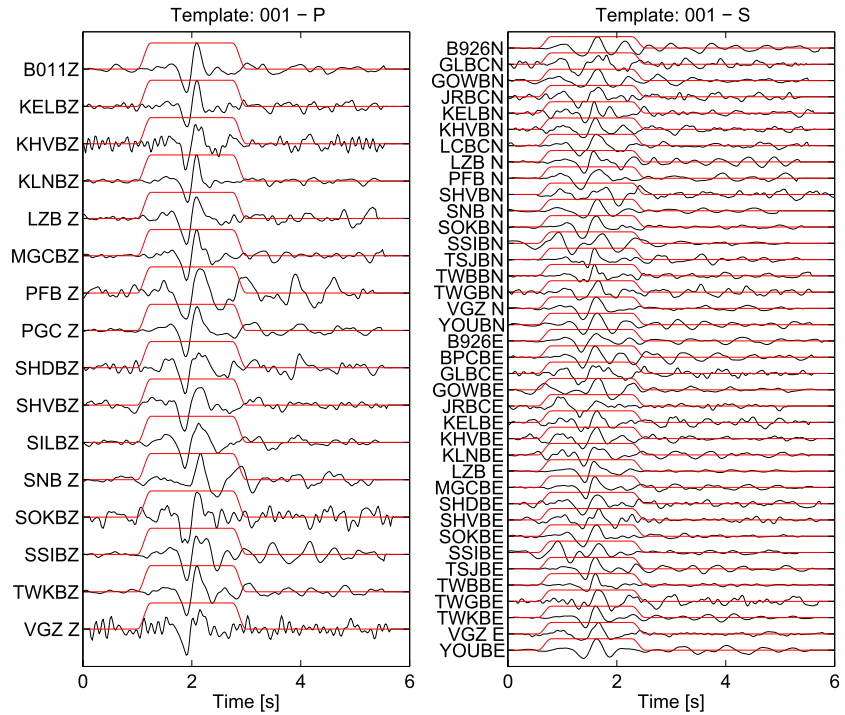 Template: 001 − P
B011Z
KELBZ
KHVBZ
KLNBZ
LZB Z
MGCBZ
PFB Z
PGC Z
SHDBZ
SHVBZ
SILBZ
SNB Z
SOKBZ
SSIBZ
TWKBZ
VGZ Z
0 2 4 6
Time [s]
Template: 001 − S
B926N
GLBCN
GOWBN
JRBCN
KELBN
KHVBN
LCBCN
LZB N
PFB N
SHVBN
SNB N
SOKBN
SSIBN
TSJBN
TWBBN
TWGBN
VGZ N
YOUBN
B926E
BPCBE
GLBCE
GOWBE
JRBCE
KELBE
KHVBE
KLNBE
LZB E
MGCBE
SHDBE
SHVBE
SOKBE
SSIBE
TSJBE
TWBBE
TWGBE
TWKBE
VGZ E
YOUBE
0 2 4 6
Time [s]